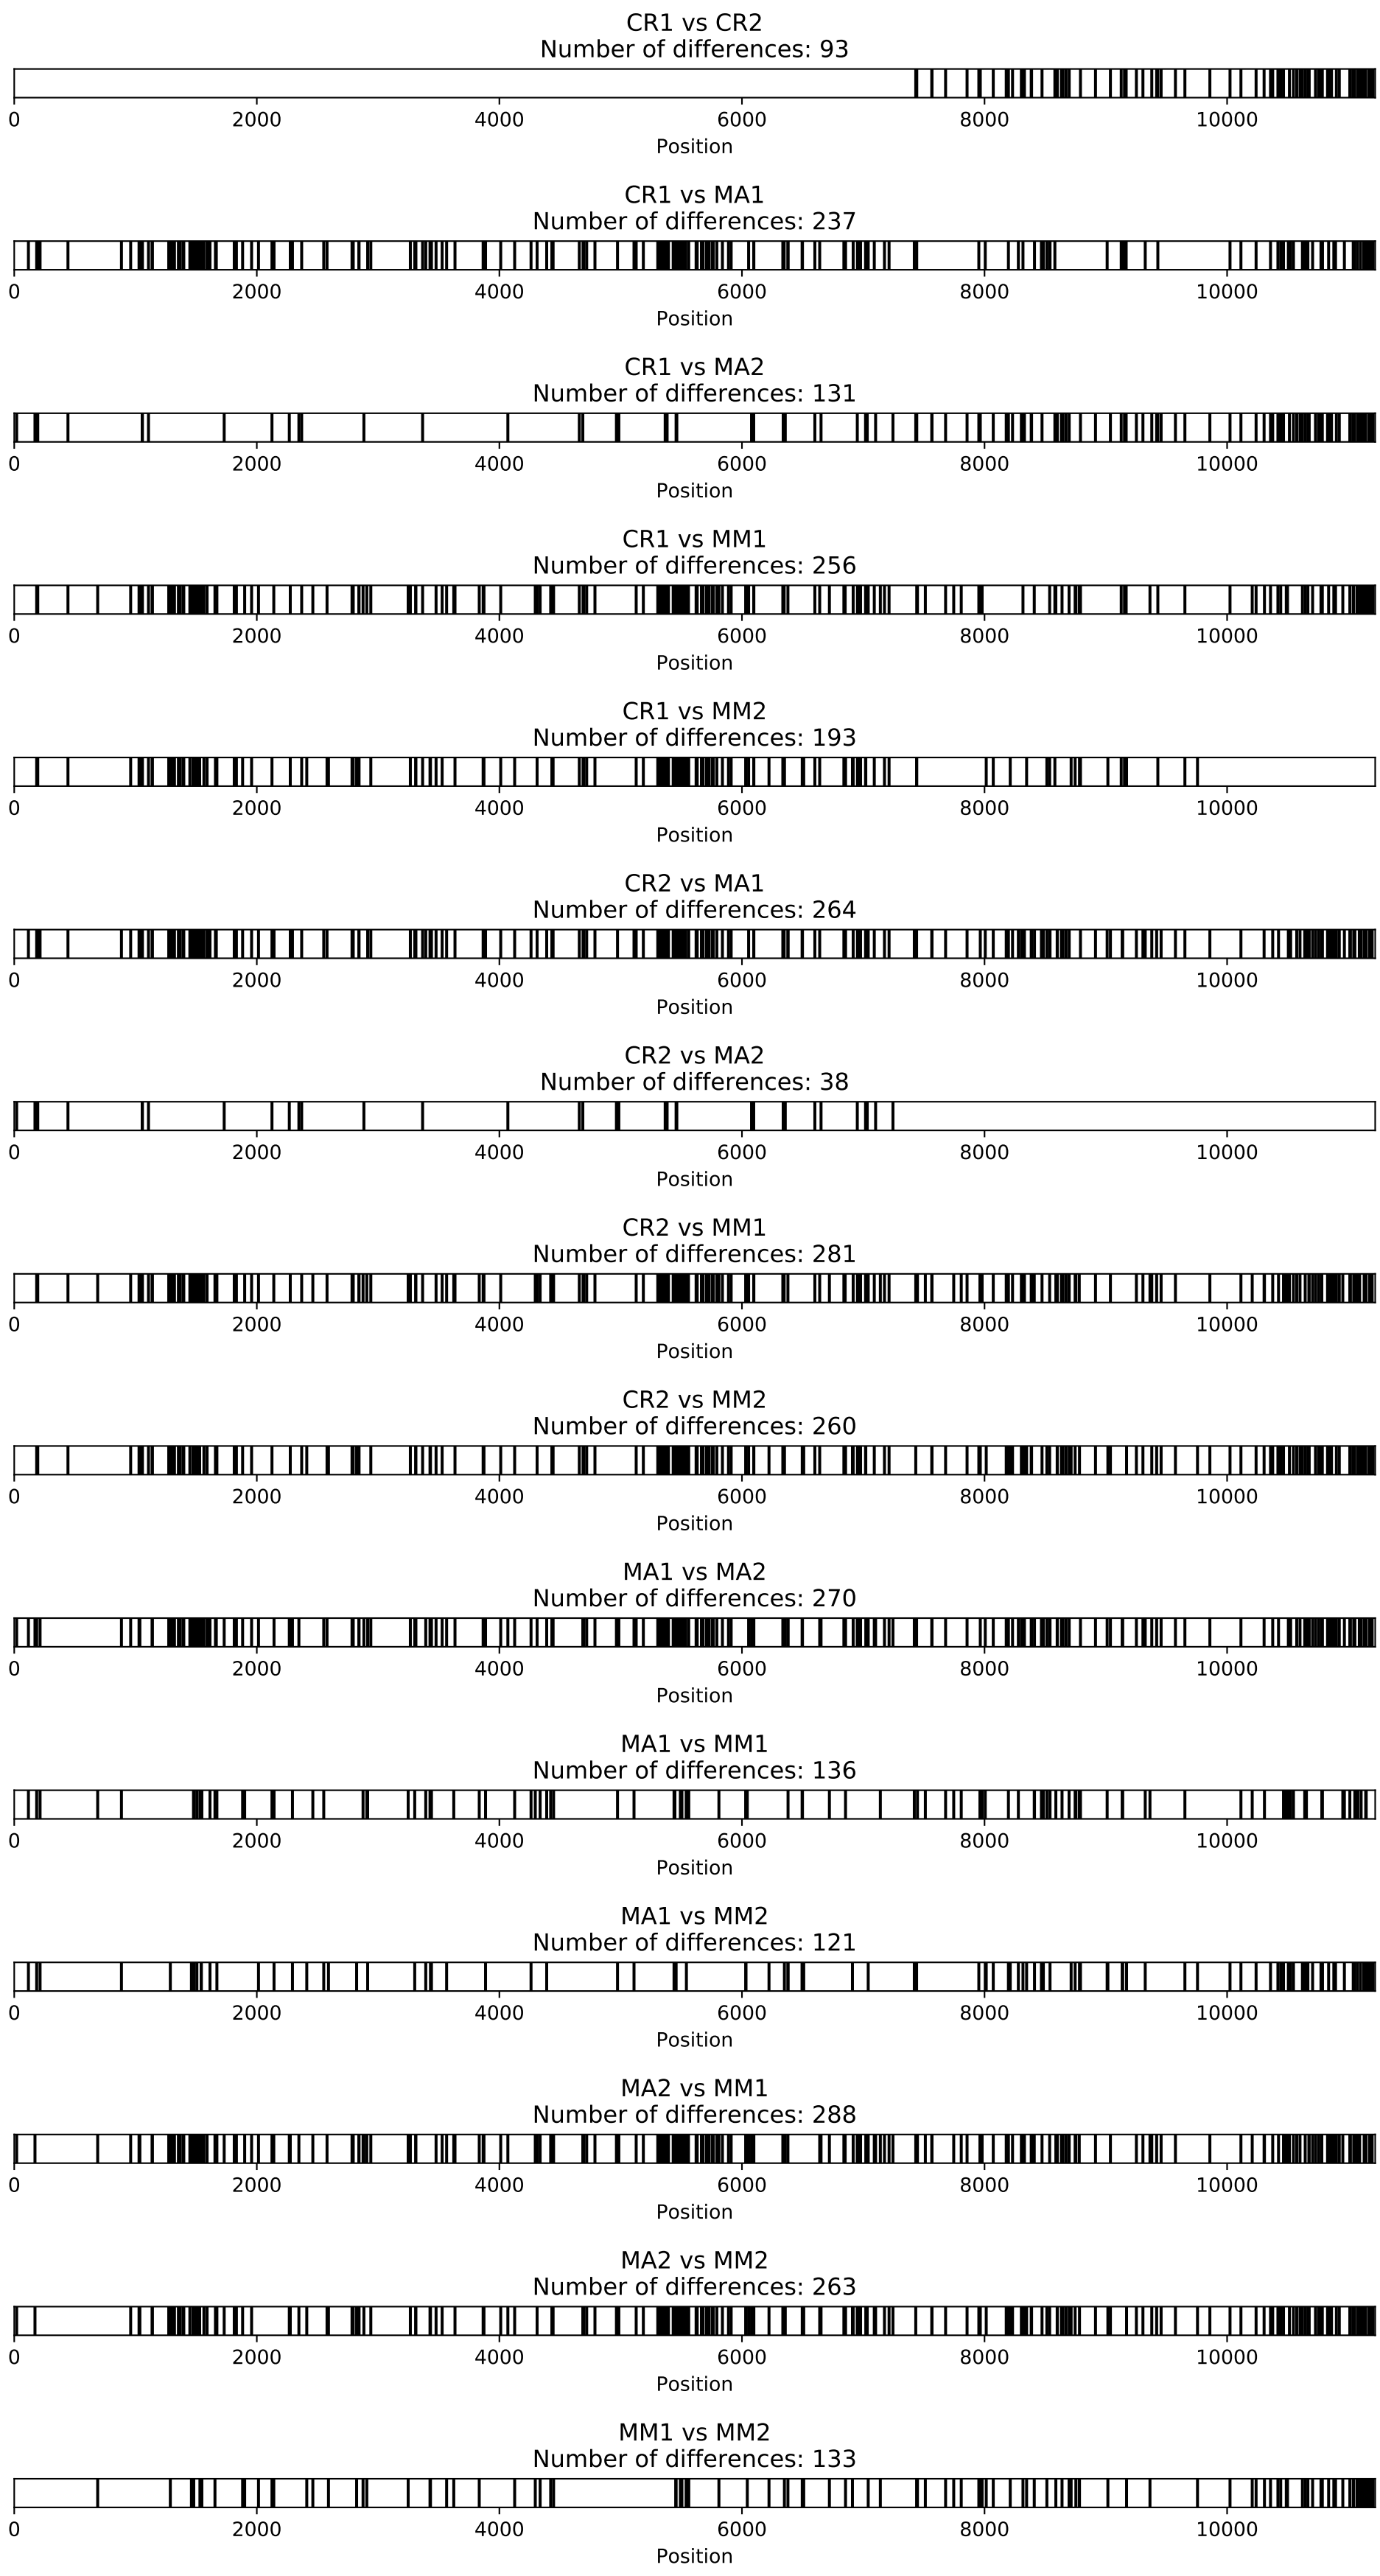 CR1 vs CR2
Number of differences: 93
0 2000 4000 6000 8000 10000
Position
CR1 vs MA1
Number of differences: 237
0 2000 4000 6000 8000 10000
Position
CR1 vs MA2
Number of differences: 131
0 2000 4000 6000 8000 10000
Position
CR1 vs MM1
Number of differences: 256
0 2000 4000 6000 8000 10000
Position
CR1 vs MM2
Number of differences: 193
0 2000 4000 6000 8000 10000
Position
CR2 vs MA1
Number of differences: 264
0 2000 4000 6000 8000 10000
Position
CR2 vs MA2
Number of differences: 38
0 2000 4000 6000 8000 10000
Position
CR2 vs MM1
Number of differences: 281
0 2000 4000 6000 8000 10000
Position
CR2 vs MM2
Number of differences: 260
0 2000 4000 6000 8000 10000
Position
MA1 vs MA2
Number of differences: 270
0 2000 4000 6000 8000 10000
Position
MA1 vs MM1
Number of differences: 136
0 2000 4000 6000 8000 10000
Position
MA1 vs MM2
Number of differences: 121
0 2000 4000 6000 8000 10000
Position
MA2 vs MM1
Number of differences: 288
0 2000 4000 6000 8000 10000
Position
MA2 vs MM2
Number of differences: 263
0 2000 4000 6000 8000 10000
Position
MM1 vs MM2
Number of differences: 133
0 2000 4000 6000 8000 10000
Position